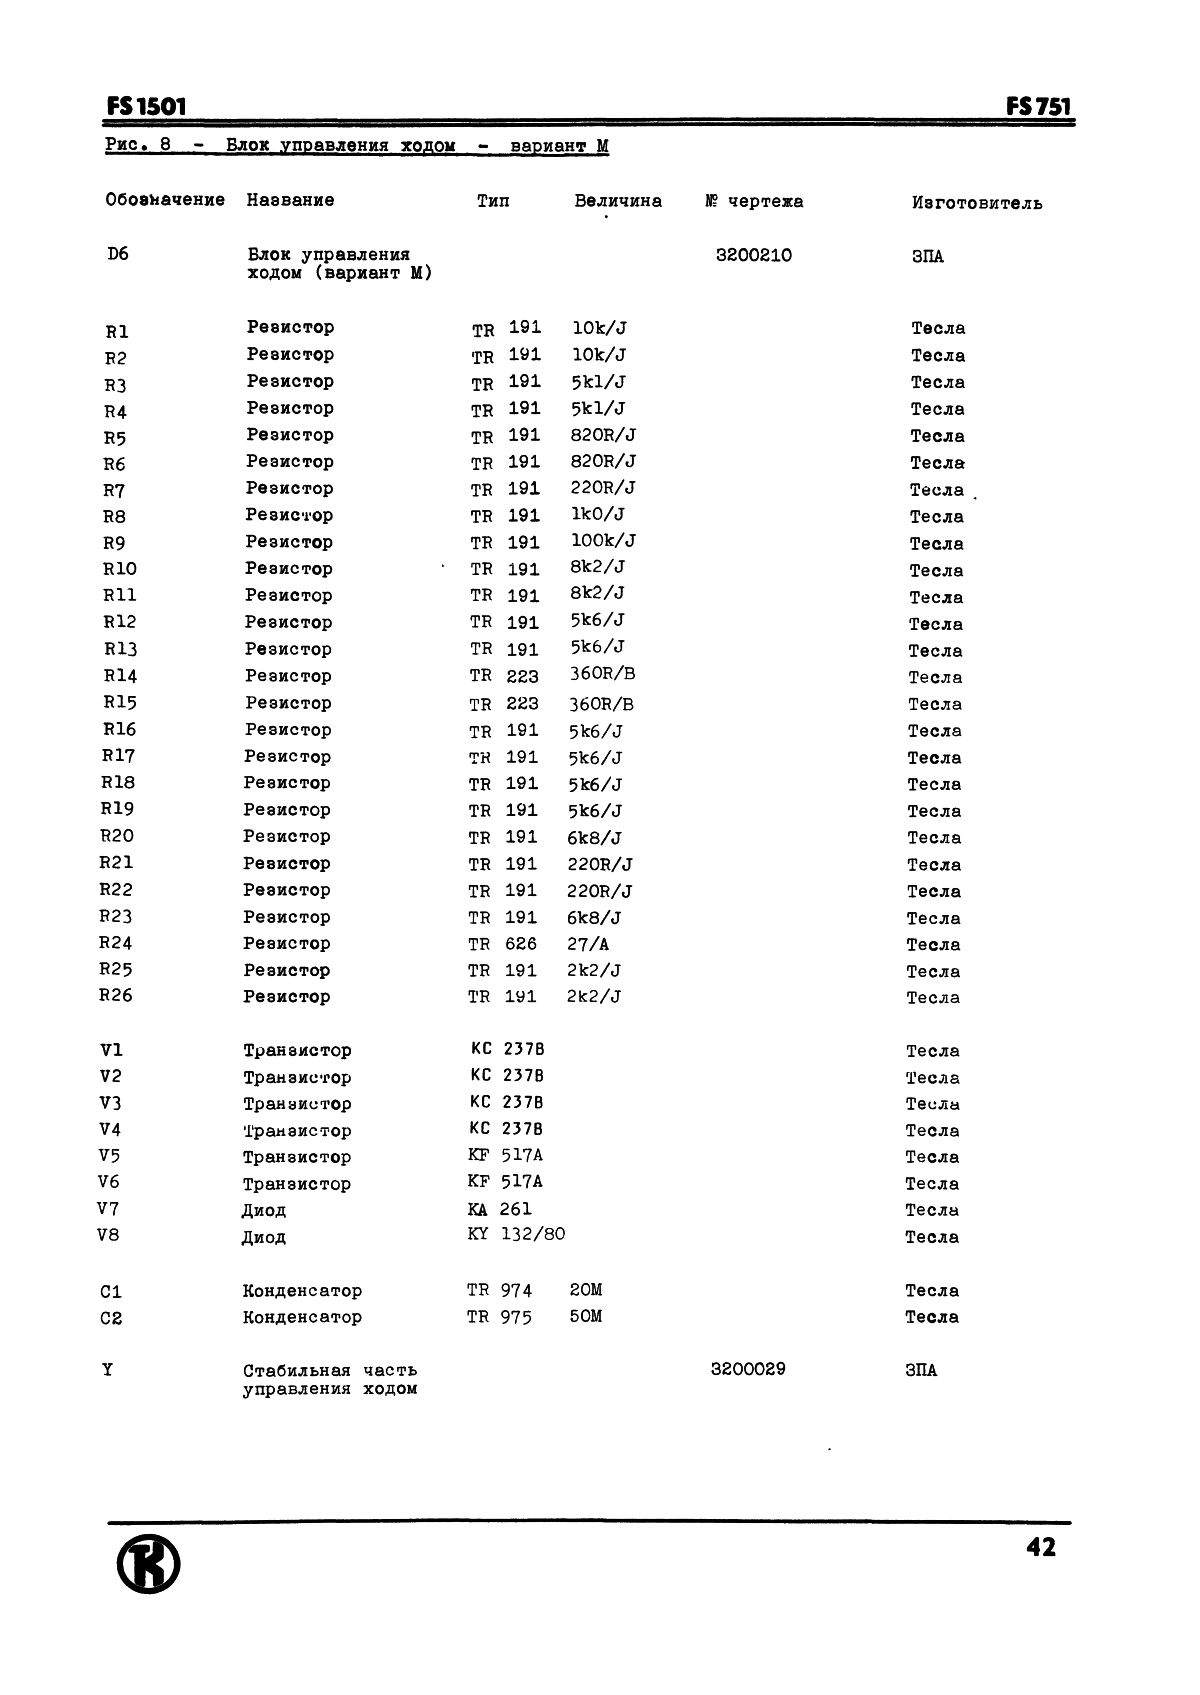 FS1501 FS751
Рис. 8 - Блок управления ходом - вариант М
Обозначение Название Тип Величина № чертежа Изготовитель
D6 Блок управления 3200210 ЗПА
ходом (вариант М)
R1 Резистор TR 191 10k/J Тесла
R2 Резистор TR 191 10k/J Тесла
R3 Резистор TR 191 5k1/J Тесла
R4 Резистор TR 191 5k1/J Тесла
R5 Резистор TR 191 820R/J Тесла
R6 Резистор TR 191 820R/J Тесла
R7 Резистор TR 191 220R/J Тесла
R8 Резистор TR 191 1k0/J Тесла
R9 Резистор TR 191 100k/J Тесла
R10 Резистор TR 191 8k2/J Тесла
R11 Резистор TR 191 8k2/J Тесла
R12 Резистор TR 191 5k6/J Тесла
R13 Резистор TR 191 5k6/J Тесла
R14 Резистор TR 223 360R/B Тесла
R15 Резистор TR 223 360R/B Тесла
R16 Резистор TR 191 5k6/J Тесла
R17 Резистор TR 191 5k6/J Тесла
R18 Резистор TR 191 5k6/J Тесла
R19 Резистор TR 191 5k6/J Тесла
R20 Резистор TR 191 6k8/J Тесла
R21 Резистор TR 191 220R/J Тесла
R22 Резистор TR 191 220R/J Тесла
R23 Резистор TR 191 6k8/J Тесла
R24 Резистор TR 626 27/A Тесла
R25 Резистор TR 191 2k2/J Тесла
R26 Резистор TR 191 2k2/J Тесла
V1 Транзистор KC 237B Тесла
V2 Транзистор KC 237B Тесла
V3 Транзистор KC 237B Тесла
V4 Транзистор KC 237B Тесла
V5 Транзистор KF 517A Тесла
V6 Транзистор KF 517A Тесла
V7 Диод KA 261 Тесла
V8 Диод KY 132/80 Тесла
C1 Конденсатор TR 974 20M Тесла
C2 Конденсатор TR 975 50M Тесла
Y Стабильная часть 3200029 ЗПА
управления ходом
42
TK